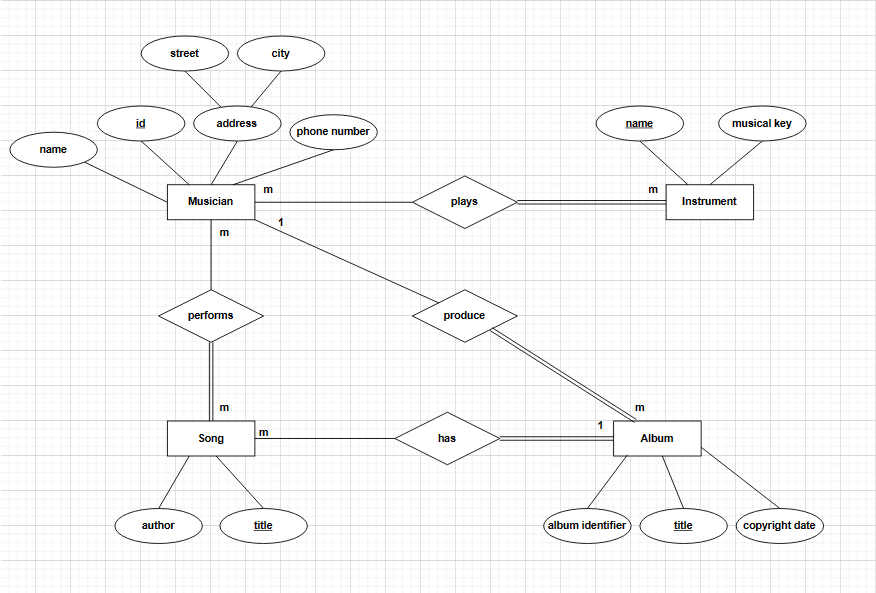 street
city
id
address
phone number
name
name
musical key
m
m
Musician
plays
Instrument
1
m
performs
produce
m
m
1
m
Song
has
Album
author
title
album identifier
title
copyright date